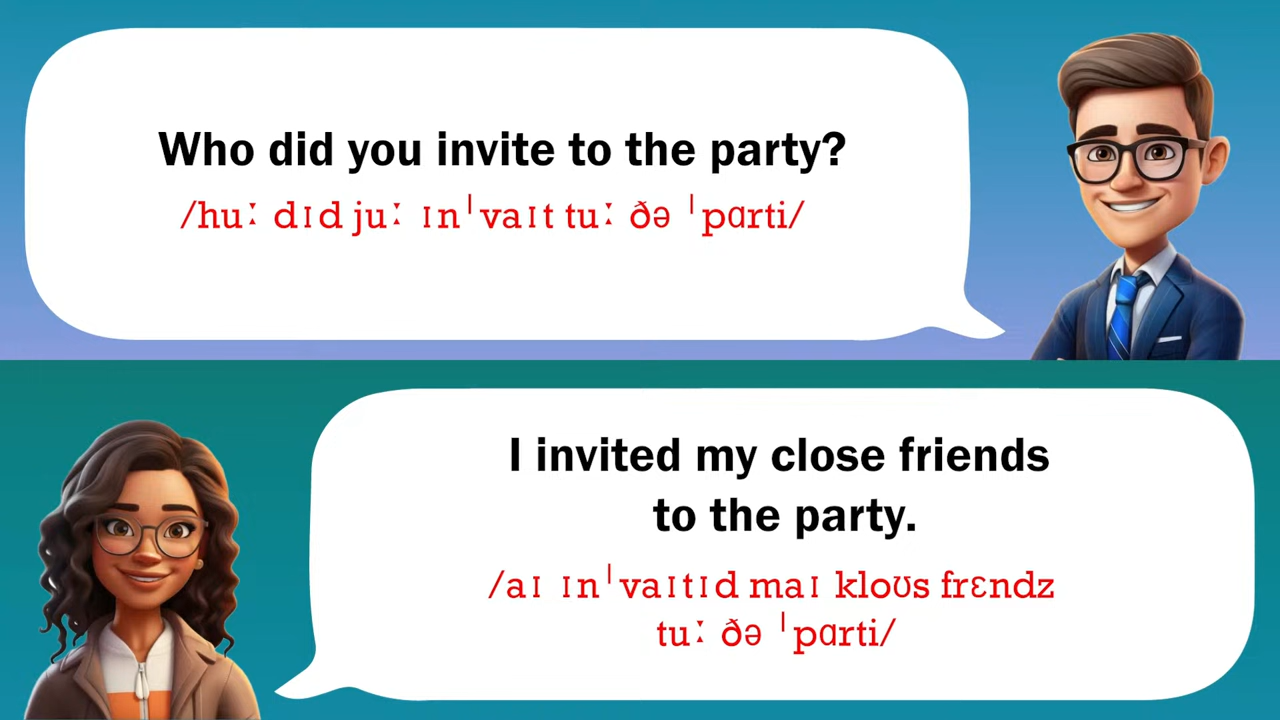 Who did you invite to the party?
/huː dɪd juː ɪnˈvaɪt tuː ðə ˈpɑrti/
I invited my close friends
to the party.
/aɪ ɪnˈvaɪtɪd maɪ kloʊs frɛndz
tuː ðə ˈpɑrti/